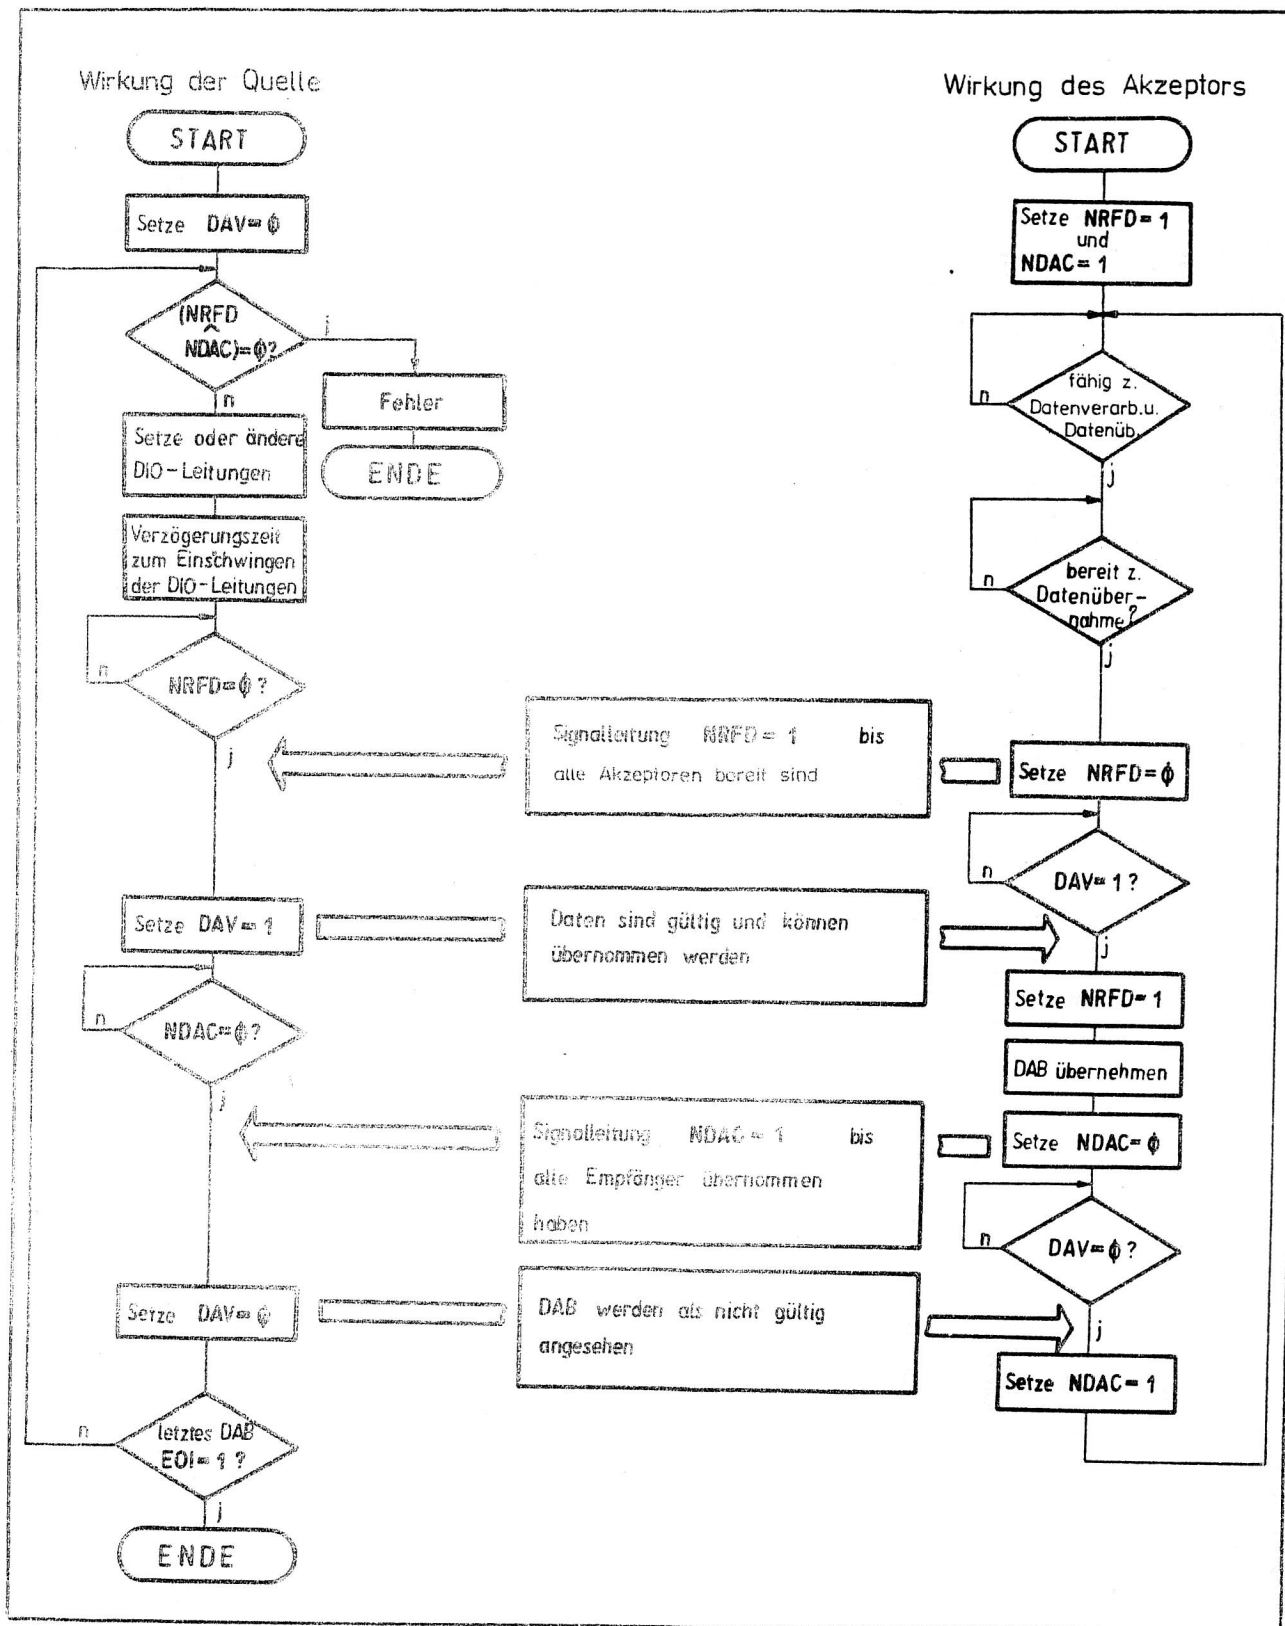 Wirkung der Quelle
START
Setze DAV=ϕ
(NRFD
^
NDAC)=ϕ?
j
n
Fehler
ENDE
Setze oder ändere
DIO-Leitungen
Verzögerungszeit
zum Einschwingen
der DIO-Leitungen
n
NRFD=ϕ?
j
Setze DAV=1
n
NDAC=ϕ?
j
Setze DAV=ϕ
n
letztes DAB
EOI=1?
j
ENDE
Signalleitung NRFD=1 bis
alle Akzeptoren bereit sind
Daten sind gültig und können
übernommen werden
Signalleitung NDAC=1 bis
alle Empfänger übernommen
haben
DAB werden als nicht gültig
angesehen
Wirkung des Akzeptors
START
Setze NRFD=1
und
NDAC=1
n
fähig z.
Datenverarb.u.
Datenüb.
j
n
bereit z.
Datenüber-
nahme?
j
Setze NRFD=ϕ
n
DAV=1?
j
Setze NRFD=1
DAB übernehmen
Setze NDAC=ϕ
n
DAV=ϕ?
j
Setze NDAC=1